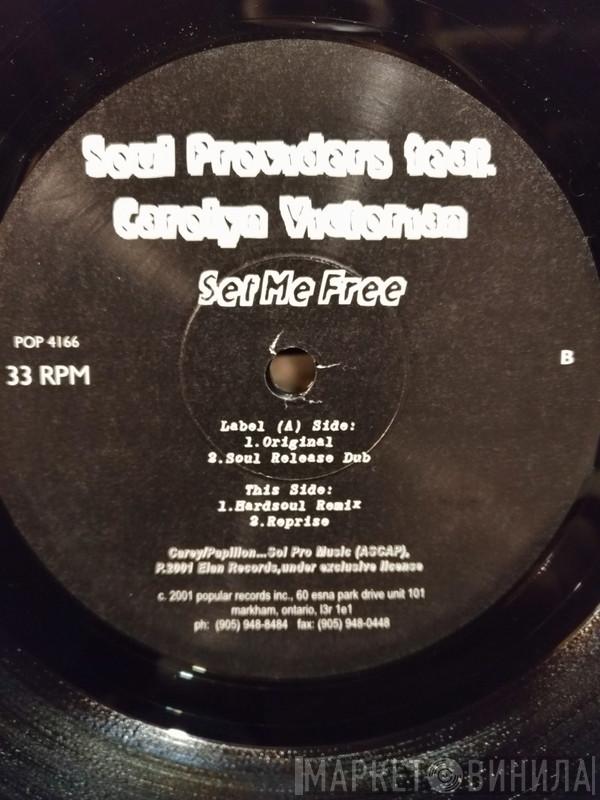 Soul Providers feat.
Carolyn Victorian
Set Me Free
POP 4166
33 RPM
B
Label (A) Side:
1.Original
2.Soul Release Dub
This Side:
1.Hardsoul Remix
2.Reprise
Carey/Papillon...Sol Pro Music (ASCAP),
P.2001 Elan Records,under exclusive license
c. 2001 popular records inc., 60 esna park drive unit 101
markham, ontario, l3r 1e1
ph: (905) 948-8484 fax: (905) 948-0448
МАРКЕТ ВИНИЛА